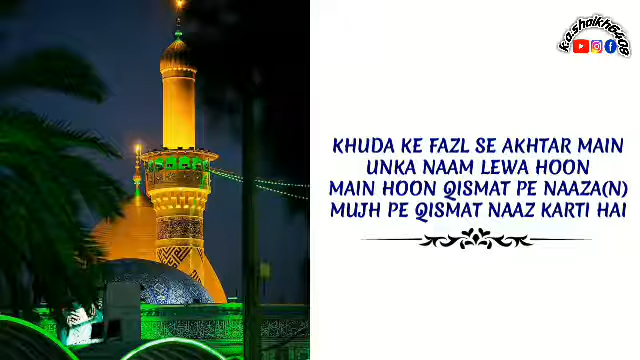 k.a.shaikh6408
KHUDA KE FAZL SE AKHTAR MAIN
UNKA NAAM LEWA HOON
MAIN HOON QISMAT PE NAAZA(N)
MUJH PE QISMAT NAAZ KARTI HAI